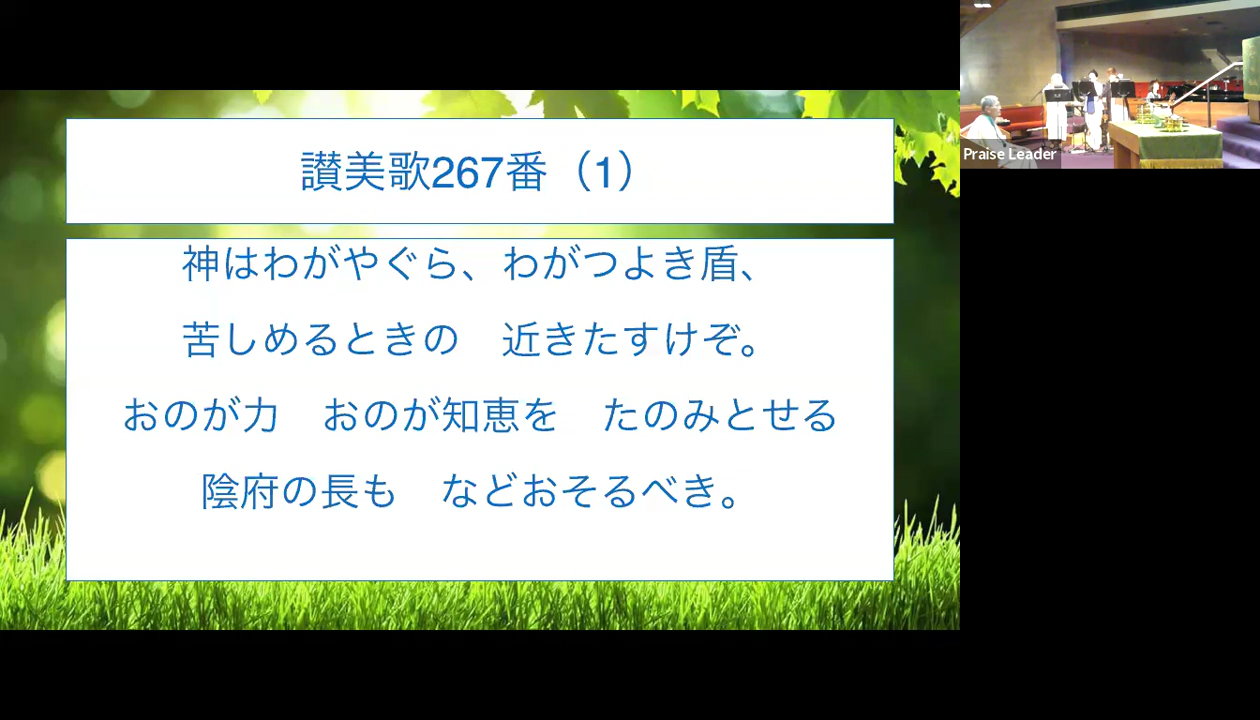 讃美歌267番（1）
神はわがやぐら、わがつよき盾、
苦しめるときの　近きたすけぞ。
おのが力　おのが知恵を　たのみとせる
陰府の長も　などおそるべき。
Praise Leader